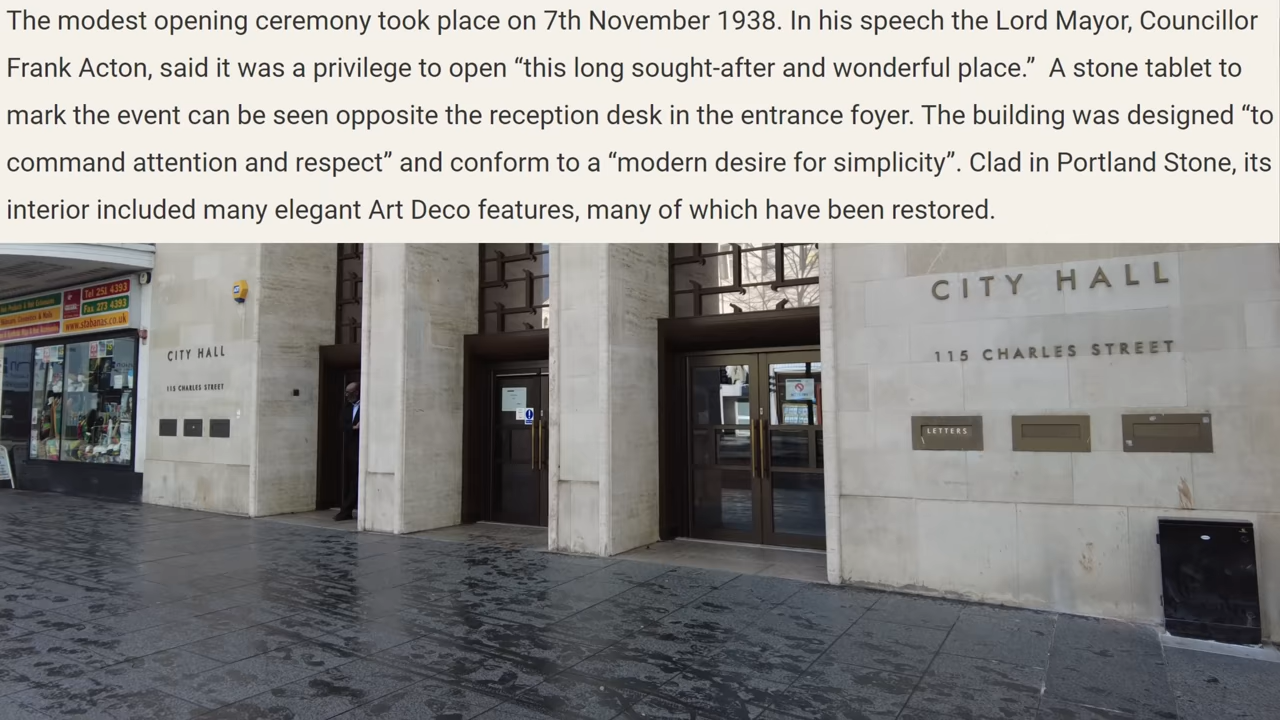 The modest opening ceremony took place on 7th November 1938. In his speech the Lord Mayor, Councillor
Frank Acton, said it was a privilege to open “this long sought-after and wonderful place.” A stone tablet to
mark the event can be seen opposite the reception desk in the entrance foyer. The building was designed “to
command attention and respect” and conform to a “modern desire for simplicity”. Clad in Portland Stone, its
interior included many elegant Art Deco features, many of which have been restored.
Tel 251 4393
Fax 273 4393
www.sfabanas.co.uk
CITY HALL
115 CHARLES STREET
CITY HALL
115 CHARLES STREET
LETTERS